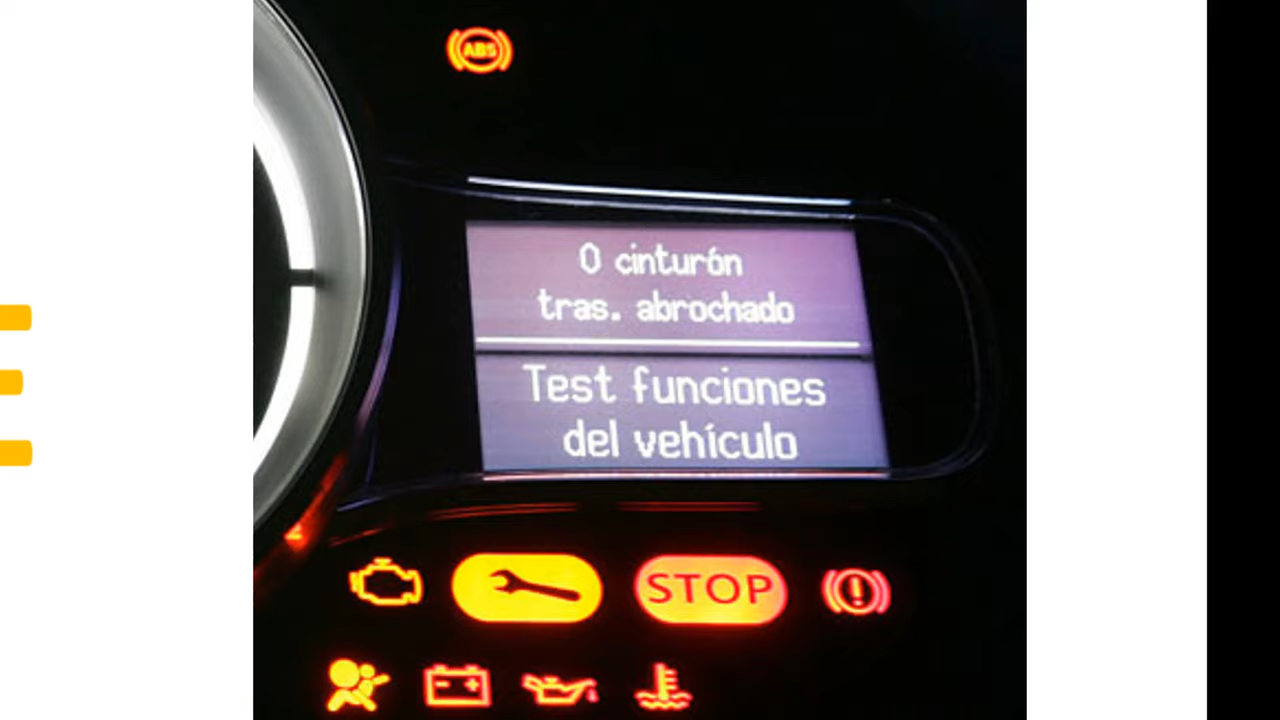 ABS
0 cinturón
tras. abrochado
Test funciones
del vehículo
STOP